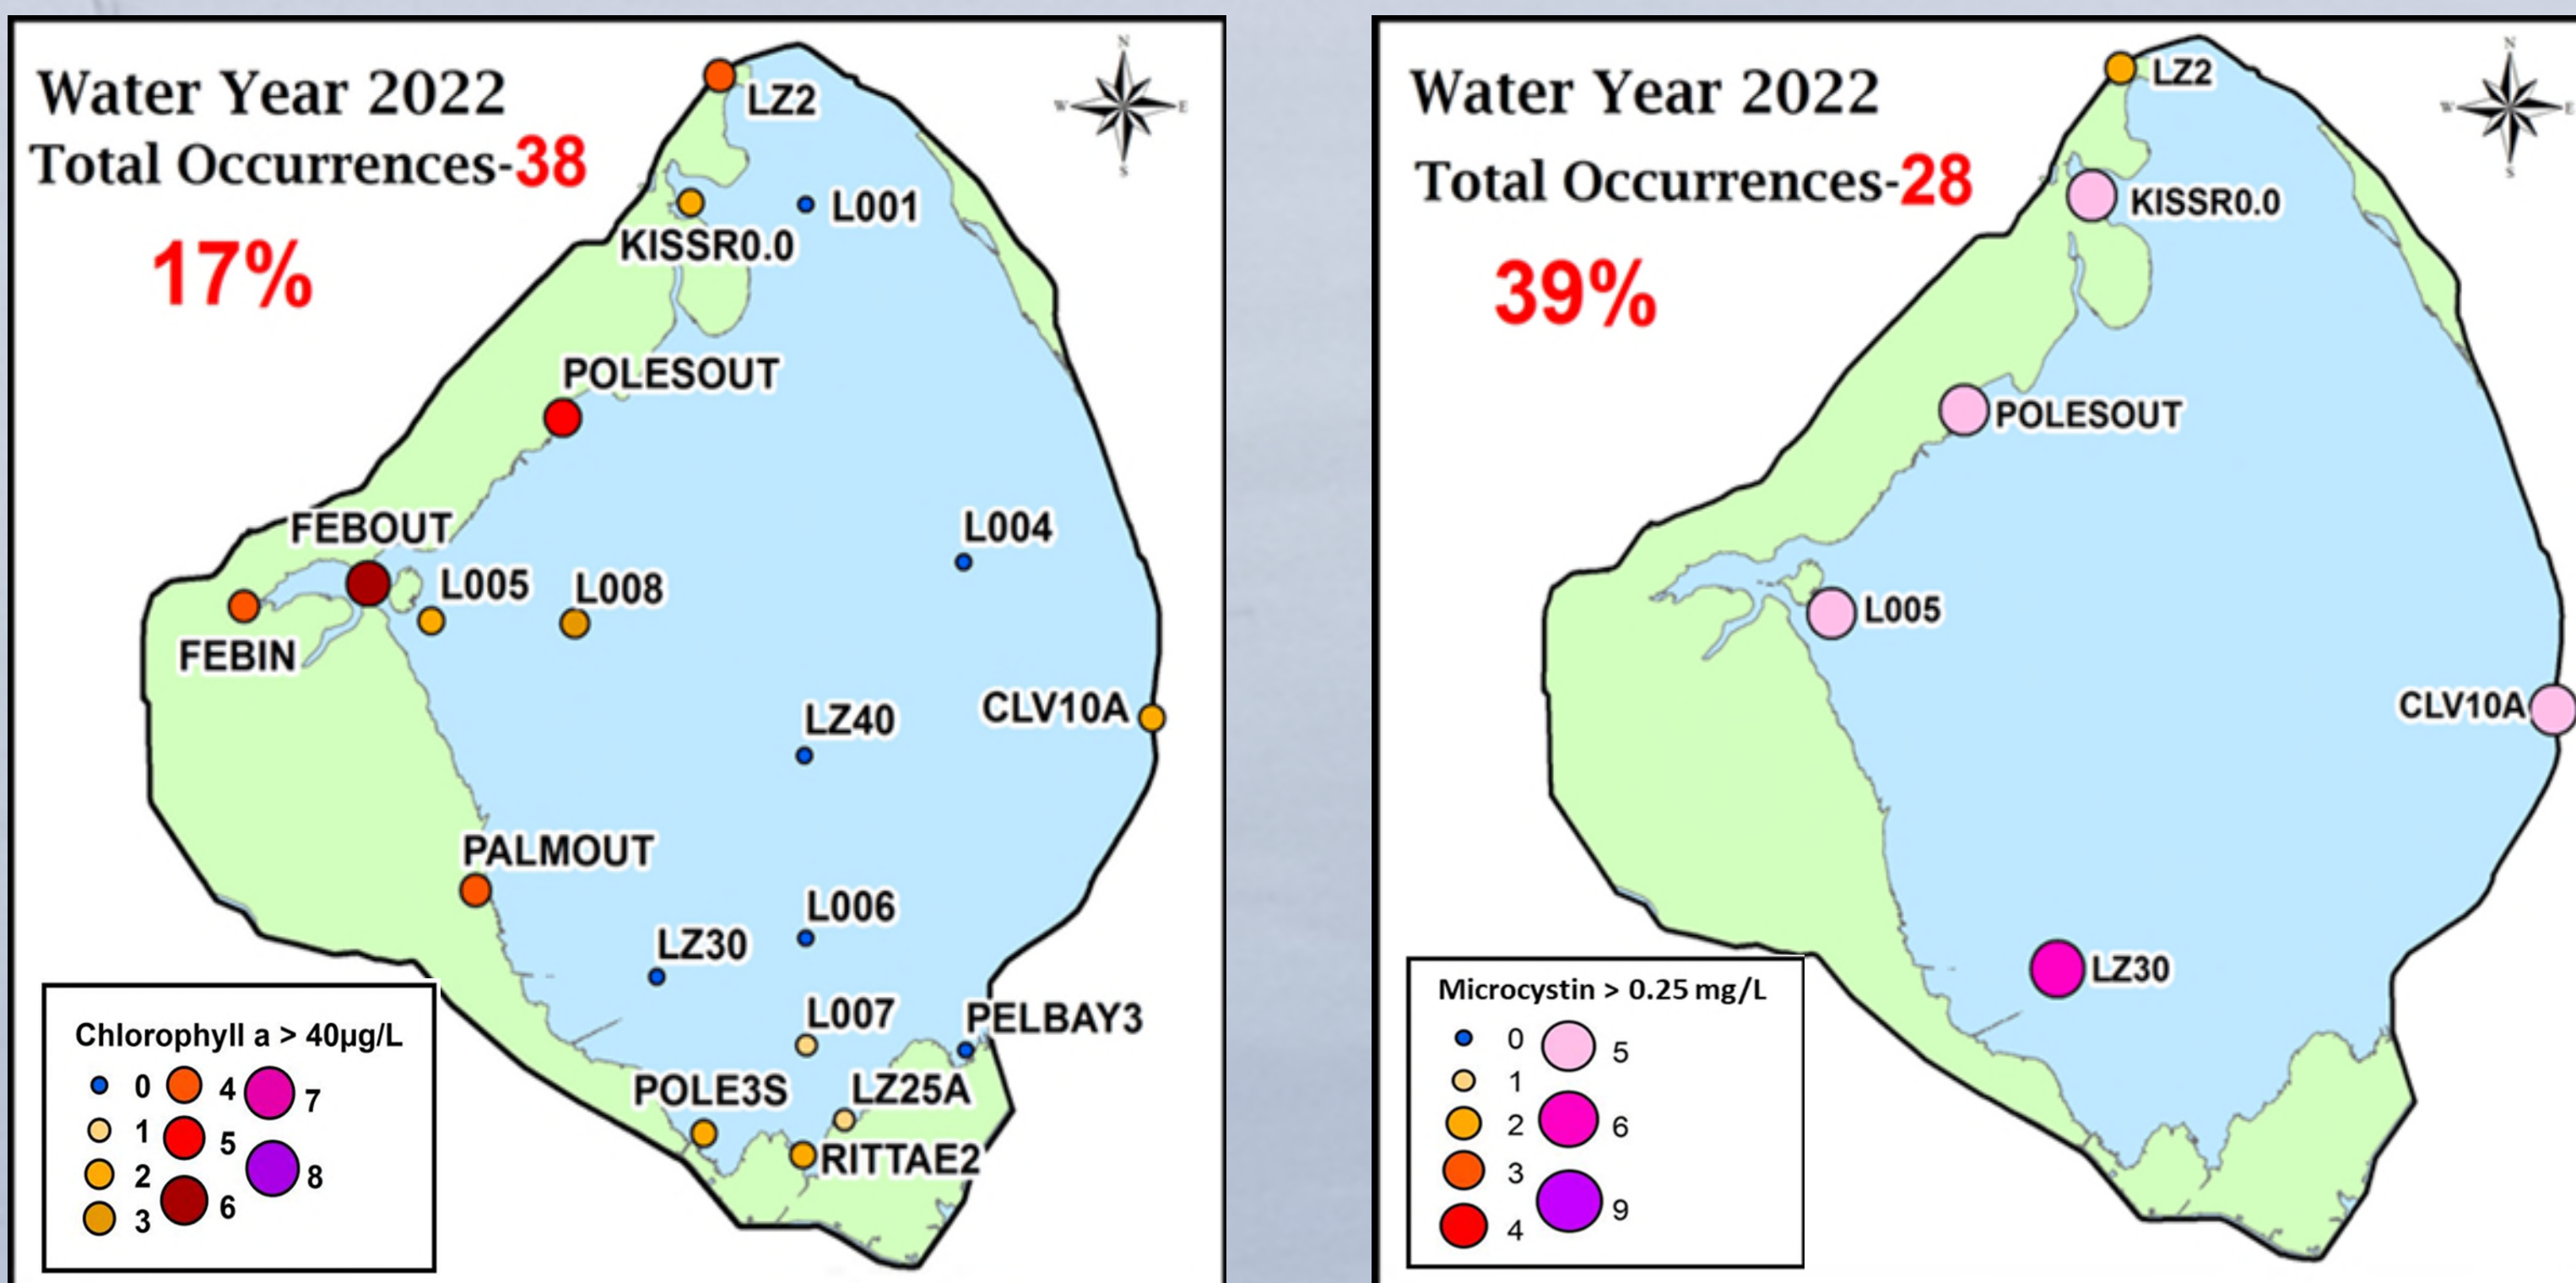 Water Year 2022
Total Occurrences-38
17%
N
W
E
S
LZ2
L001
KISSR0.0
POLESOUT
FEBOUT
L004
L005
L008
FEBIN
LZ40
CLV10A
PALMOUT
L006
LZ30
L007
PELBAY3
POLE3S
LZ25A
RITTAE2
Chlorophyll a > 40µg/L
0 4 7
1 5 8
2 6
3
Water Year 2022
Total Occurrences-28
39%
N
W
E
S
LZ2
KISSR0.0
POLESOUT
L005
CLV10A
LZ30
Microcystin > 0.25 mg/L
0 5
1
2 6
3
4 9